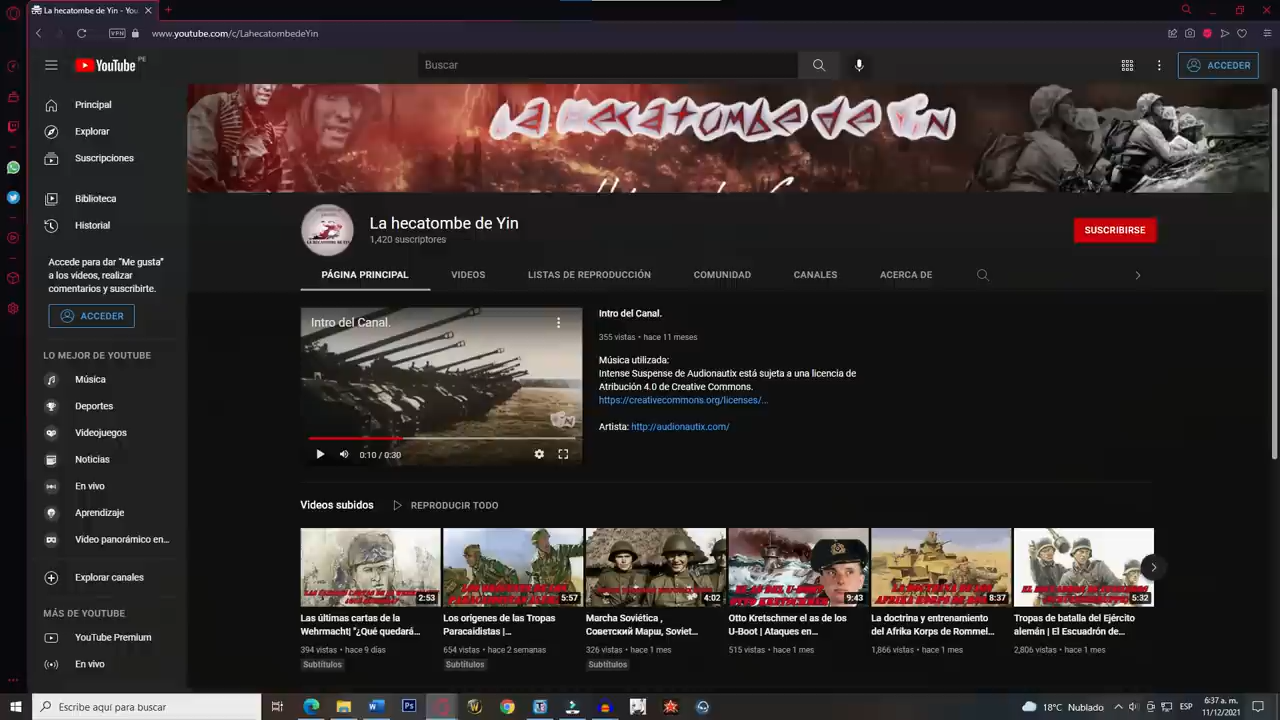 La hecatombe de Yin - You
VPN
www.youtube.com/c/LahecatombedeYin
YouTube PE
Buscar
ACCEDER
Principal
Explorar
Suscripciones
Biblioteca
Historial
Accede para dar “Me gusta”
a los videos, realizar
comentarios y suscribirte.
ACCEDER
LO MEJOR DE YOUTUBE
Música
Deportes
Videojuegos
Noticias
En vivo
Aprendizaje
Video panorámico en...
Explorar canales
MÁS DE YOUTUBE
YouTube Premium
En vivo
La hecatombe de Yin
La hecatombe de Yin
1,420 suscriptores
SUSCRIBIRSE
PÁGINA PRINCIPAL
VIDEOS
LISTAS DE REPRODUCCIÓN
COMUNIDAD
CANALES
ACERCA DE
Intro del Canal.
0:10 / 0:30
Intro del Canal.
355 vistas • hace 11 meses
Música utilizada:
Intense Suspense de Audionautix está sujeta a una licencia de
Atribución 4.0 de Creative Commons.
https://creativecommons.org/licenses/...
Artista: http://audionautix.com/
Videos subidos
REPRODUCIR TODO
2:53
5:57
4:02
9:43
8:37
5:32
Las últimas cartas de la
Wehrmacht| "¿Qué quedará...
394 vistas • hace 9 días
Subtítulos
Los orígenes de las Tropas
Paracaidistas |...
654 vistas • hace 2 semanas
Subtítulos
Marcha Soviética ,
Советский Марш, Soviet...
326 vistas • hace 1 mes
Subtítulos
Otto Kretschmer el as de los
U-Boot | Ataques en...
515 vistas • hace 1 mes
La doctrina y entrenamiento
del Afrika Korps de Rommel...
1,866 vistas • hace 1 mes
Tropas de batalla del Ejército
alemán | El Escuadrón de...
2,806 vistas • hace 1 mes
Escribe aquí para buscar
18°C Nublado
ESP
6:37 a. m.
11/12/2021